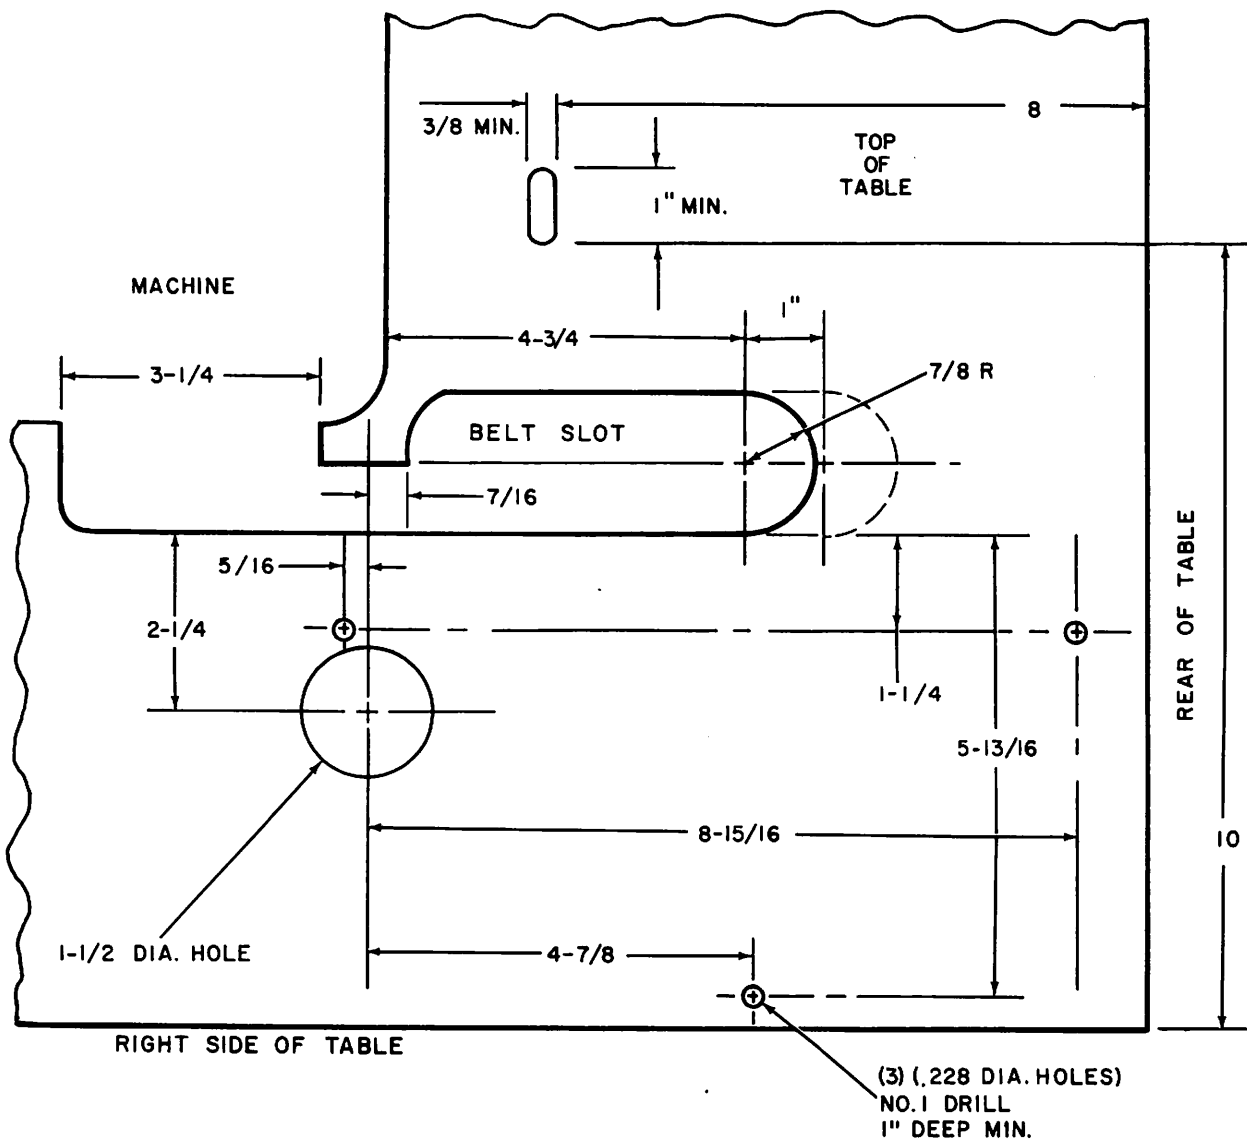 8
3/8 MIN.
TOP
OF
TABLE
1" MIN.
MACHINE
1"
4-3/4
3-1/4
7/8 R
BELT SLOT
7/16
5/16
2-1/4
1-1/4
REAR OF TABLE
5-13/16
8-15/16
10
1-1/2 DIA. HOLE
4-7/8
RIGHT SIDE OF TABLE
(3) (.228 DIA. HOLES)
NO. 1 DRILL
1" DEEP MIN.